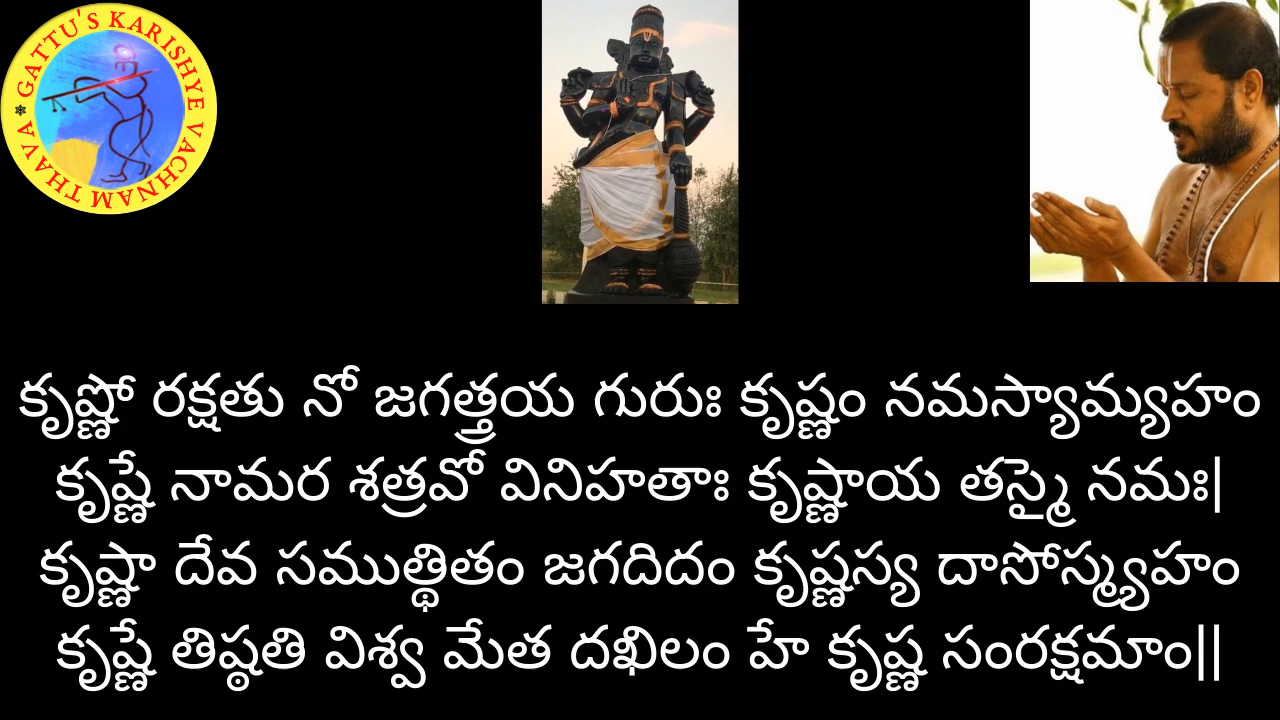 GATTU'S KARISHYE VACHNAM THAVA
కృష్ణో రక్షతు నో జగత్త్రయ గురుః కృష్ణం నమస్యామ్యహం
కృష్ణే నామర శత్రవో వినిహతాః కృష్ణాయ తస్మై నమః|
కృష్ణా దేవ సముత్థితం జగదిదం కృష్ణస్య దాసోస్మ్యహం
కృష్ణే తిష్ఠతి విశ్వ మేత దఖిలం హే కృష్ణ సంరక్షమాం||